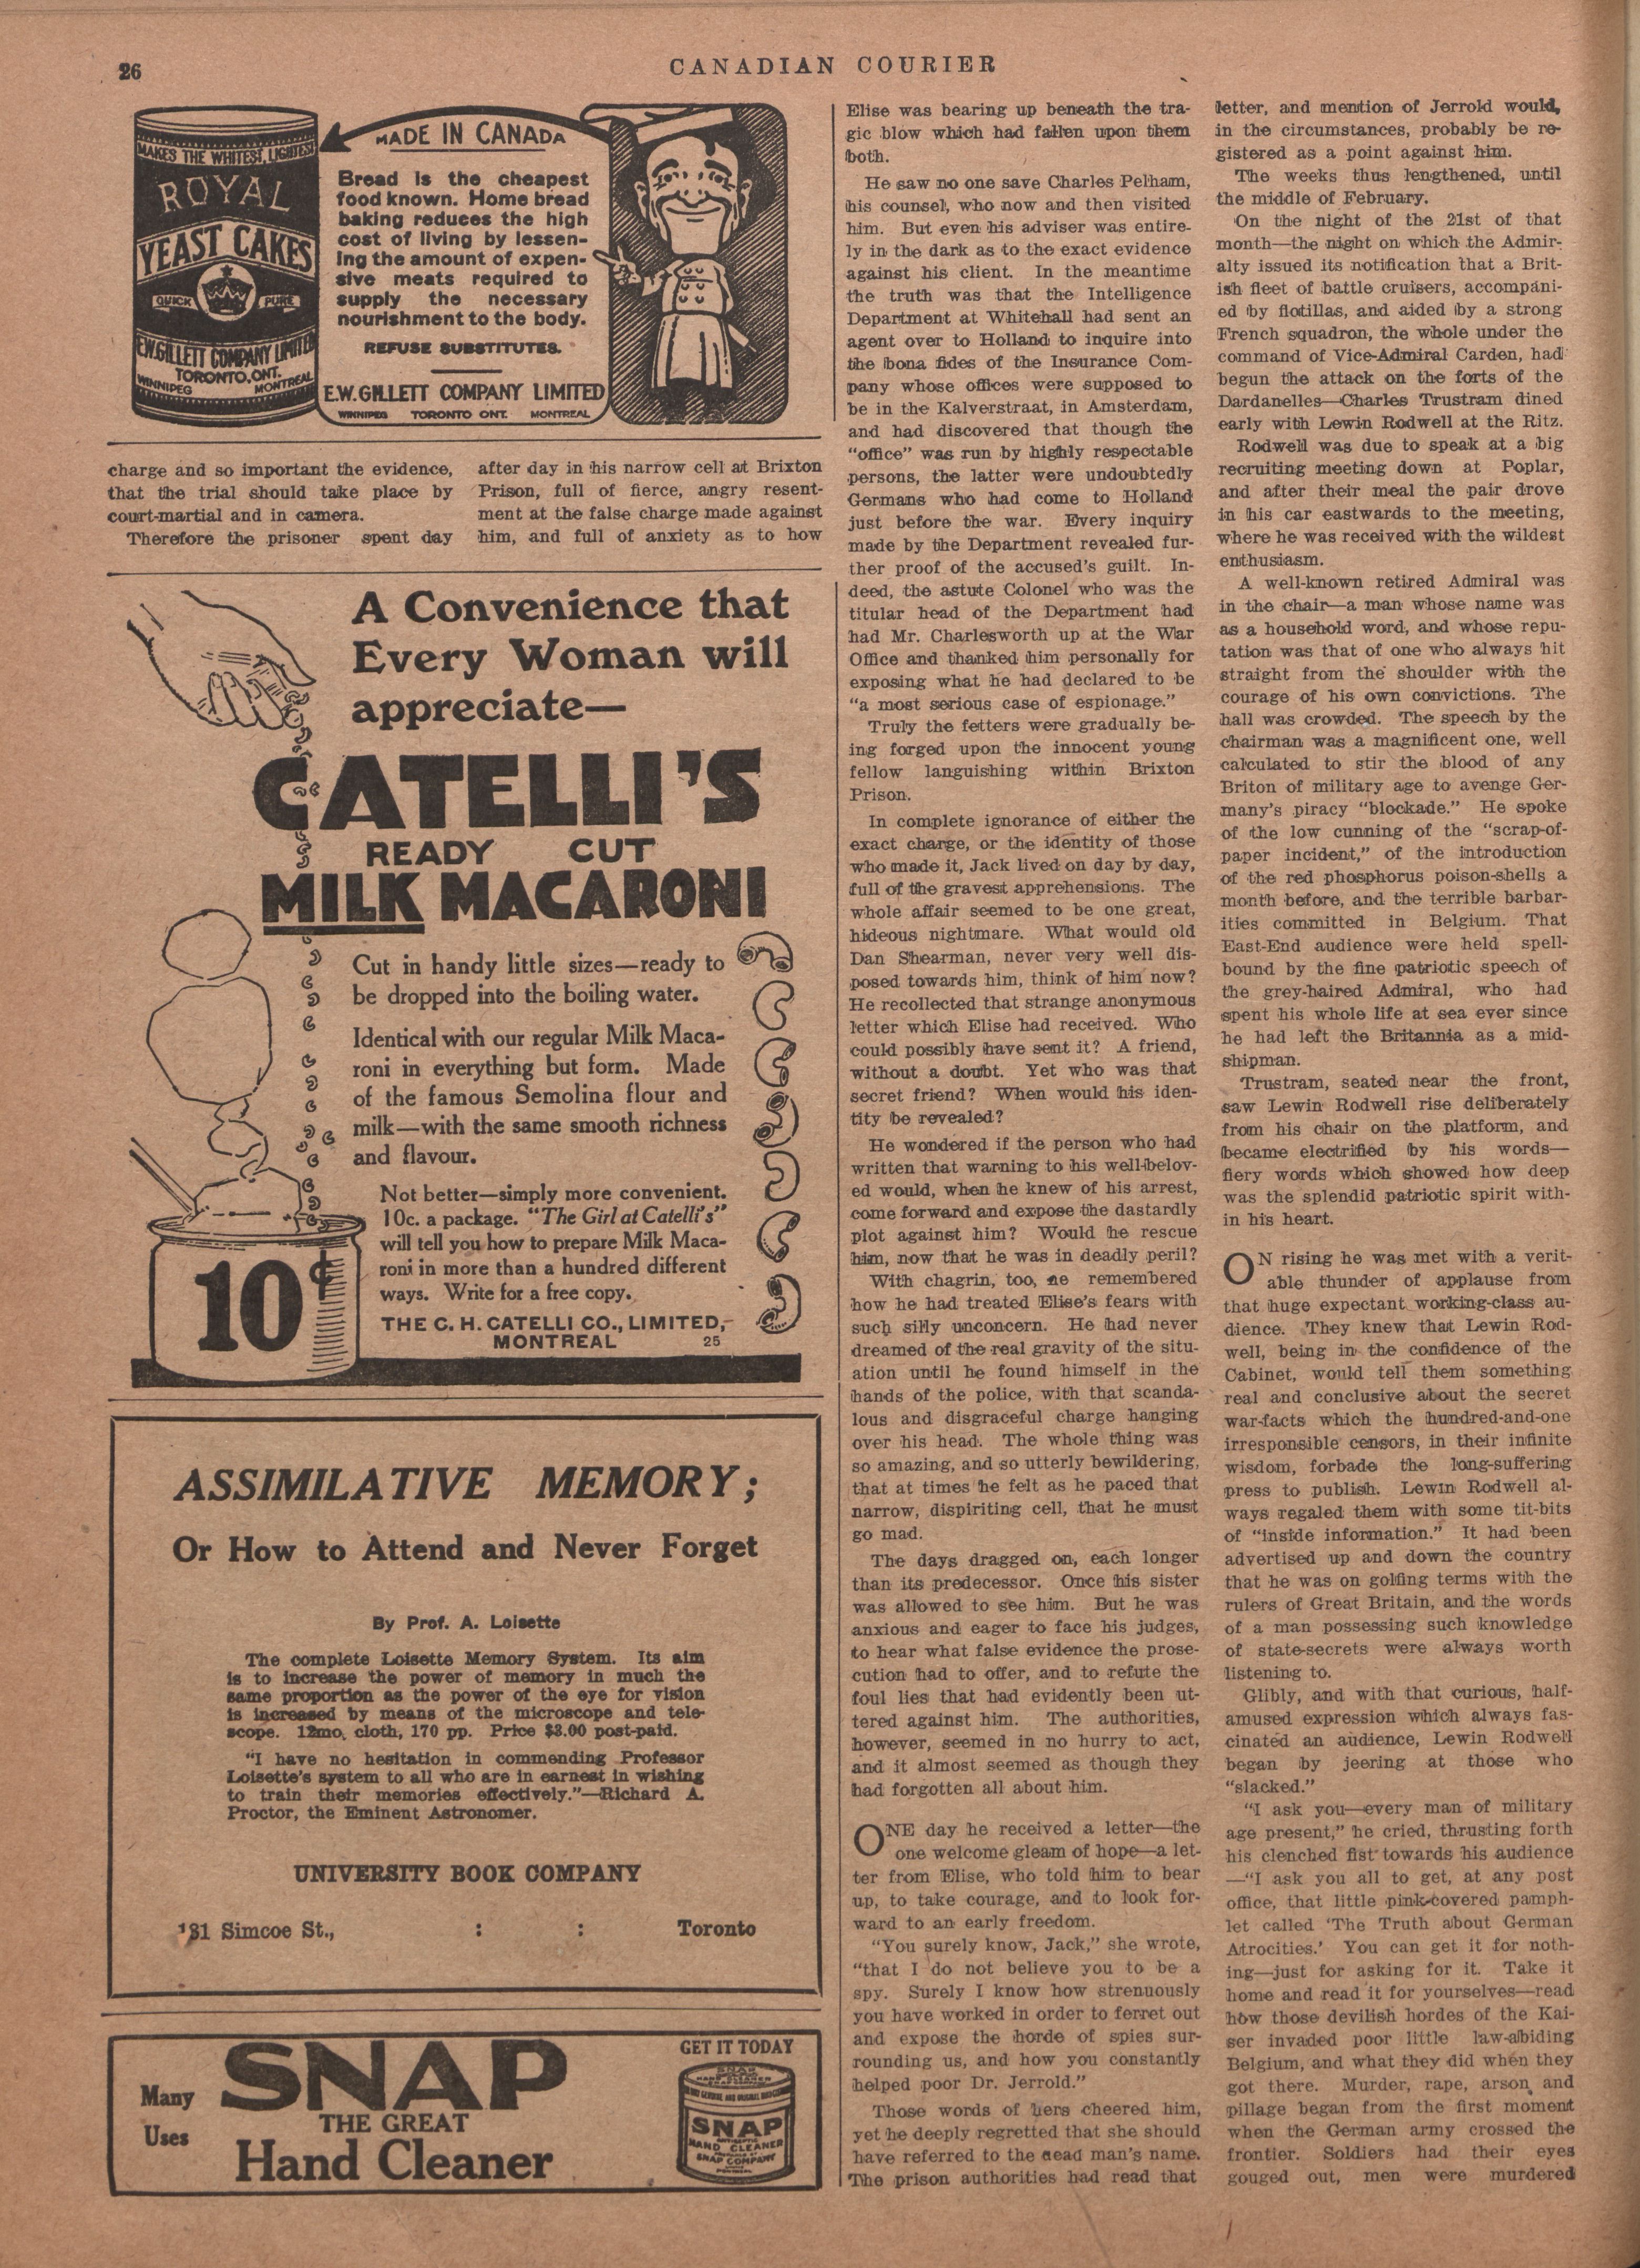 26
CANADIAN COURIER
MAKES THE WHITEST, LIGHTEST
ROYAL
YEAST CAKES
QUICK
PURE
E.W. GILLETT COMPANY LIMITED
TORONTO, ONT.
WINNIPEG
MONTREAL
MADE IN CANADA
Bread is the cheapest
food known. Home bread
baking reduces the high
cost of living by lessen-
ing the amount of expen-
sive meats required to
supply the necessary
nourishment to the body.
REFUSE SUBSTITUTES.
E.W. GILLETT COMPANY LIMITED
WINNIPEG TORONTO ONT. MONTREAL
charge and so important the evidence,
that the trial should take place by
court-martial and in camera.
Therefore the prisoner spent day
after day in his narrow cell at Brixton
Prison, full of fierce, angry resent-
ment at the false charge made against
him, and full of anxiety as to how
A Convenience that
Every Woman will
appreciate—
CATELLI'S
READY CUT
MILK MACARONI
Cut in handy little sizes—ready to
be dropped into the boiling water.
Identical with our regular Milk Maca-
roni in everything but form. Made
of the famous Semolina flour and
milk—with the same smooth richness
and flavour.
Not better—simply more convenient.
10c. a package. "The Girl at Catelli's"
will tell you how to prepare Milk Maca-
roni in more than a hundred different
ways. Write for a free copy.
THE C. H. CATELLI CO., LIMITED,
MONTREAL 25
10¢
ASSIMILATIVE MEMORY;
Or How to Attend and Never Forget
By Prof. A. Loisette
The complete Loisette Memory System. Its aim
is to increase the power of memory in much the
same proportion as the power of the eye for vision
is increased by means of the microscope and tele-
scope. 12mo, cloth, 170 pp. Price $3.00 post-paid.
"I have no hesitation in commending Professor
Loisette's system to all who are in earnest in wishing
to train their memories effectively."—Richard A.
Proctor, the Eminent Astronomer.
UNIVERSITY BOOK COMPANY
181 Simcoe St., : : Toronto
Many
Uses
SNAP
THE GREAT
Hand Cleaner
GET IT TODAY
SNAP
HAND CLEANER
SNAP COMPANY
Elise was bearing up beneath the tra-
gic blow which had fallen upon them
both.
He saw no one save Charles Pelham,
his counsel, who now and then visited
him. But even his adviser was entire-
ly in the dark as to the exact evidence
against his client. In the meantime
the truth was that the Intelligence
Department at Whitehall had sent an
agent over to Holland to inquire into
the bona fides of the Insurance Com-
pany whose offices were supposed to
be in the Kalverstraat, in Amsterdam,
and had discovered that though the
"office" was run by highly respectable
persons, the latter were undoubtedly
Germans who had come to Holland
just before the war. Every inquiry
made by the Department revealed fur-
ther proof of the accused's guilt. In-
deed, the astute Colonel who was the
titular head of the Department had
had Mr. Charlesworth up at the War
Office and thanked him personally for
exposing what he had declared to be
"a most serious case of espionage."
Truly the fetters were gradually be-
ing forged upon the innocent young
fellow languishing within Brixton
Prison.
In complete ignorance of either the
exact charge, or the identity of those
who made it, Jack lived on day by day,
full of the gravest apprehensions. The
whole affair seemed to be one great,
hideous nightmare. What would old
Dan Shearman, never very well dis-
posed towards him, think of him now?
He recollected that strange anonymous
letter which Elise had received. Who
could possibly have sent it? A friend,
without a doubt. Yet who was that
secret friend? When would his iden-
tity be revealed?
He wondered if the person who had
written that warning to his well-belov-
ed would, when he knew of his arrest,
come forward and expose the dastardly
plot against him? Would he rescue
him, now that he was in deadly peril?
With chagrin, too, he remembered
how he had treated Elise's fears with
such silly unconcern. He had never
dreamed of the real gravity of the situ-
ation until he found himself in the
hands of the police, with that scanda-
lous and disgraceful charge hanging
over his head. The whole thing was
so amazing, and so utterly bewildering,
that at times he felt as he paced that
narrow, dispiriting cell, that he must
go mad.
The days dragged on, each longer
than its predecessor. Once his sister
was allowed to see him. But he was
anxious and eager to face his judges,
to hear what false evidence the prose-
cution had to offer, and to refute the
foul lies that had evidently been ut-
tered against him. The authorities,
however, seemed in no hurry to act,
and it almost seemed as though they
had forgotten all about him.
ONE day he received a letter—the
one welcome gleam of hope—a let-
ter from Elise, who told him to bear
up, to take courage, and to look for-
ward to an early freedom.
"You surely know, Jack," she wrote,
"that I do not believe you to be a
spy. Surely I know how strenuously
you have worked in order to ferret out
and expose the horde of spies sur-
rounding us, and how you constantly
helped poor Dr. Jerrold."
Those words of hers cheered him,
yet he deeply regretted that she should
have referred to the dead man's name.
The prison authorities had read that
letter, and mention of Jerrold would,
in the circumstances, probably be re-
gistered as a point against him.
The weeks thus lengthened, until
the middle of February.
On the night of the 21st of that
month—the night on which the Admir-
alty issued its notification that a Brit-
ish fleet of battle cruisers, accompani-
ed by flotillas, and aided by a strong
French squadron, the whole under the
command of Vice-Admiral Carden, had
begun the attack on the forts of the
Dardanelles—Charles Trustram dined
early with Lewin Rodwell at the Ritz.
Rodwell was due to speak at a big
recruiting meeting down at Poplar,
and after their meal the pair drove
in his car eastwards to the meeting,
where he was received with the wildest
enthusiasm.
A well-known retired Admiral was
in the chair—a man whose name was
as a household word, and whose repu-
tation was that of one who always hit
straight from the shoulder with the
courage of his own convictions. The
hall was crowded. The speech by the
chairman was a magnificent one, well
calculated to stir the blood of any
Briton of military age to avenge Ger-
many's piracy "blockade." He spoke
of the low cunning of the "scrap-of-
paper incident," of the introduction
of the red phosphorus poison-shells a
month before, and the terrible barbar-
ities committed in Belgium. That
East-End audience were held spell-
bound by the fine patriotic speech of
the grey-haired Admiral, who had
spent his whole life at sea ever since
he had left the Britannia as a mid-
shipman.
Trustram, seated near the front,
saw Lewin Rodwell rise deliberately
from his chair on the platform, and
became electrified by his words—
fiery words which showed how deep
was the splendid patriotic spirit with-
in his heart.
ON rising he was met with a verit-
able thunder of applause from
that huge expectant working-class au-
dience. They knew that Lewin Rod-
well, being in the confidence of the
Cabinet, would tell them something
real and conclusive about the secret
war-facts which the hundred-and-one
irresponsible censors, in their infinite
wisdom, forbade the long-suffering
press to publish. Lewin Rodwell al-
ways regaled them with some tit-bits
of "inside information." It had been
advertised up and down the country
that he was on golfing terms with the
rulers of Great Britain, and the words
of a man possessing such knowledge
of state-secrets were always worth
listening to.
Glibly, and with that curious, half-
amused expression which always fas-
cinated an audience, Lewin Rodwell
began by jeering at those who
"slacked."
"I ask you—every man of military
age present," he cried, thrusting forth
his clenched fist towards his audience
—"I ask you all to get, at any post
office, that little pink-covered pamph-
let called 'The Truth about German
Atrocities.' You can get it for noth-
ing—just for asking for it. Take it
home and read it for yourselves—read
how those devilish hordes of the Kai-
ser invaded poor little law-abiding
Belgium, and what they did when they
got there. Murder, rape, arson, and
pillage began from the first moment
when the German army crossed the
frontier. Soldiers had their eyes
gouged out, men were murdered